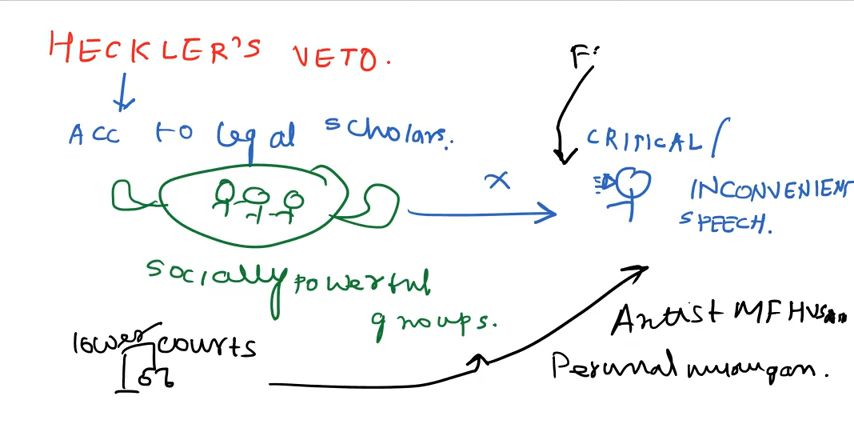 HECKLER'S VETO.
F:
ACC to legal scholars.
CRITICAL /
INCONVENIENT
SPEECH.
X
socially powerful
groups.
lower courts
Artist MF Husain
Perumal murugan.